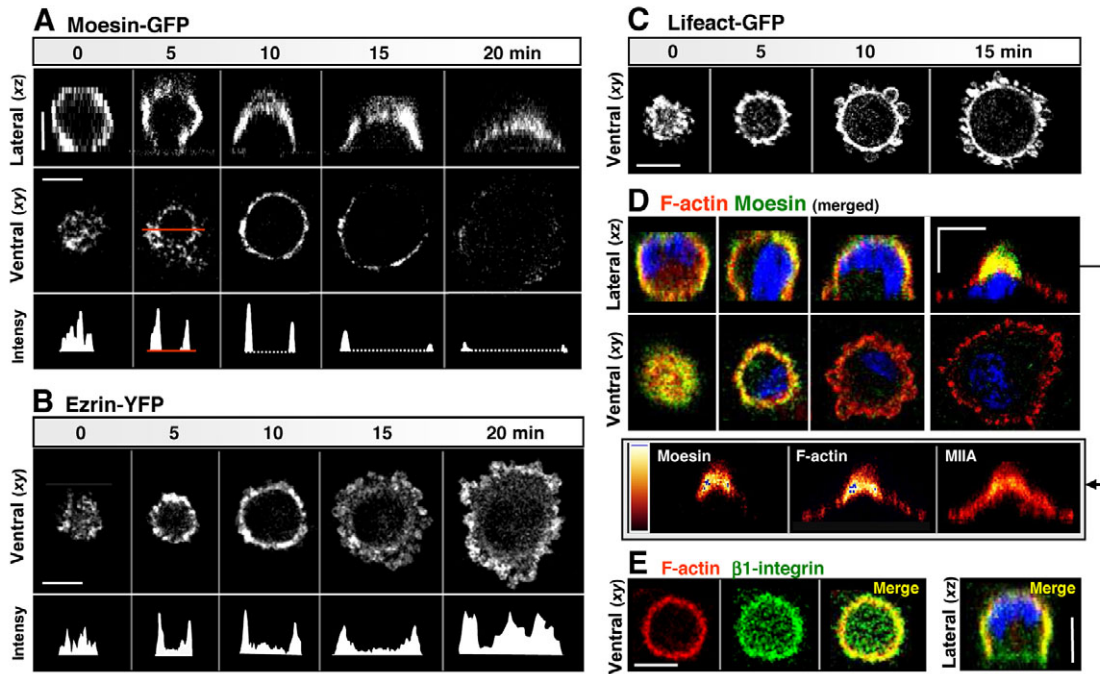 A Moesin-GFP
0 5 10 15 20 min
Lateral (xz)
Ventral (xy)
Intensy
B Ezrin-YFP
0 5 10 15 20 min
Ventral (xy)
Intensy
C Lifeact-GFP
0 5 10 15 min
Ventral (xy)
D F-actin Moesin (merged)
Lateral (xz)
Ventral (xy)
Moesin F-actin MIIA
E F-actin β1-integrin
Ventral (xy) Merge
Lateral (xz) Merge